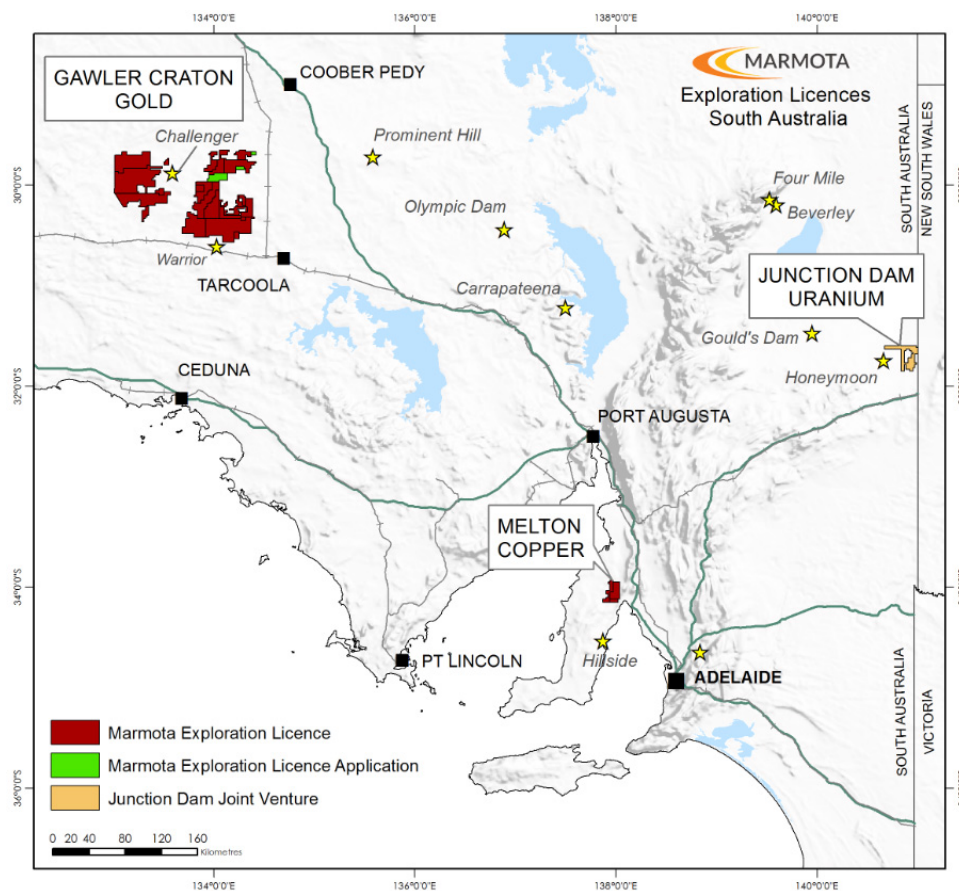 134°0'0"E
136°0'0"E
138°0'0"E
140°0'0"E
GAWLER CRATON
GOLD
COOBER PEDY
MARMOTA
Exploration Licences
South Australia
SOUTH AUSTRALIA
NEW SOUTH WALES
Challenger
Prominent Hill
30°0'0"S
Four Mile
Beverley
Olympic Dam
Warrior
TARCOOLA
JUNCTION DAM
URANIUM
Carrapateena
Gould's Dam
Honeymoon
32°0'0"S
CEDUNA
PORT AUGUSTA
MELTON
COPPER
34°0'0"S
Hillside
PT LINCOLN
ADELAIDE
SOUTH AUSTRALIA
VICTORIA
Marmota Exploration Licence
Marmota Exploration Licence Application
Junction Dam Joint Venture
36°0'0"S
0 20 40 80 120 160
Kilometres
134°0'0"E
136°0'0"E
138°0'0"E
140°0'0"E